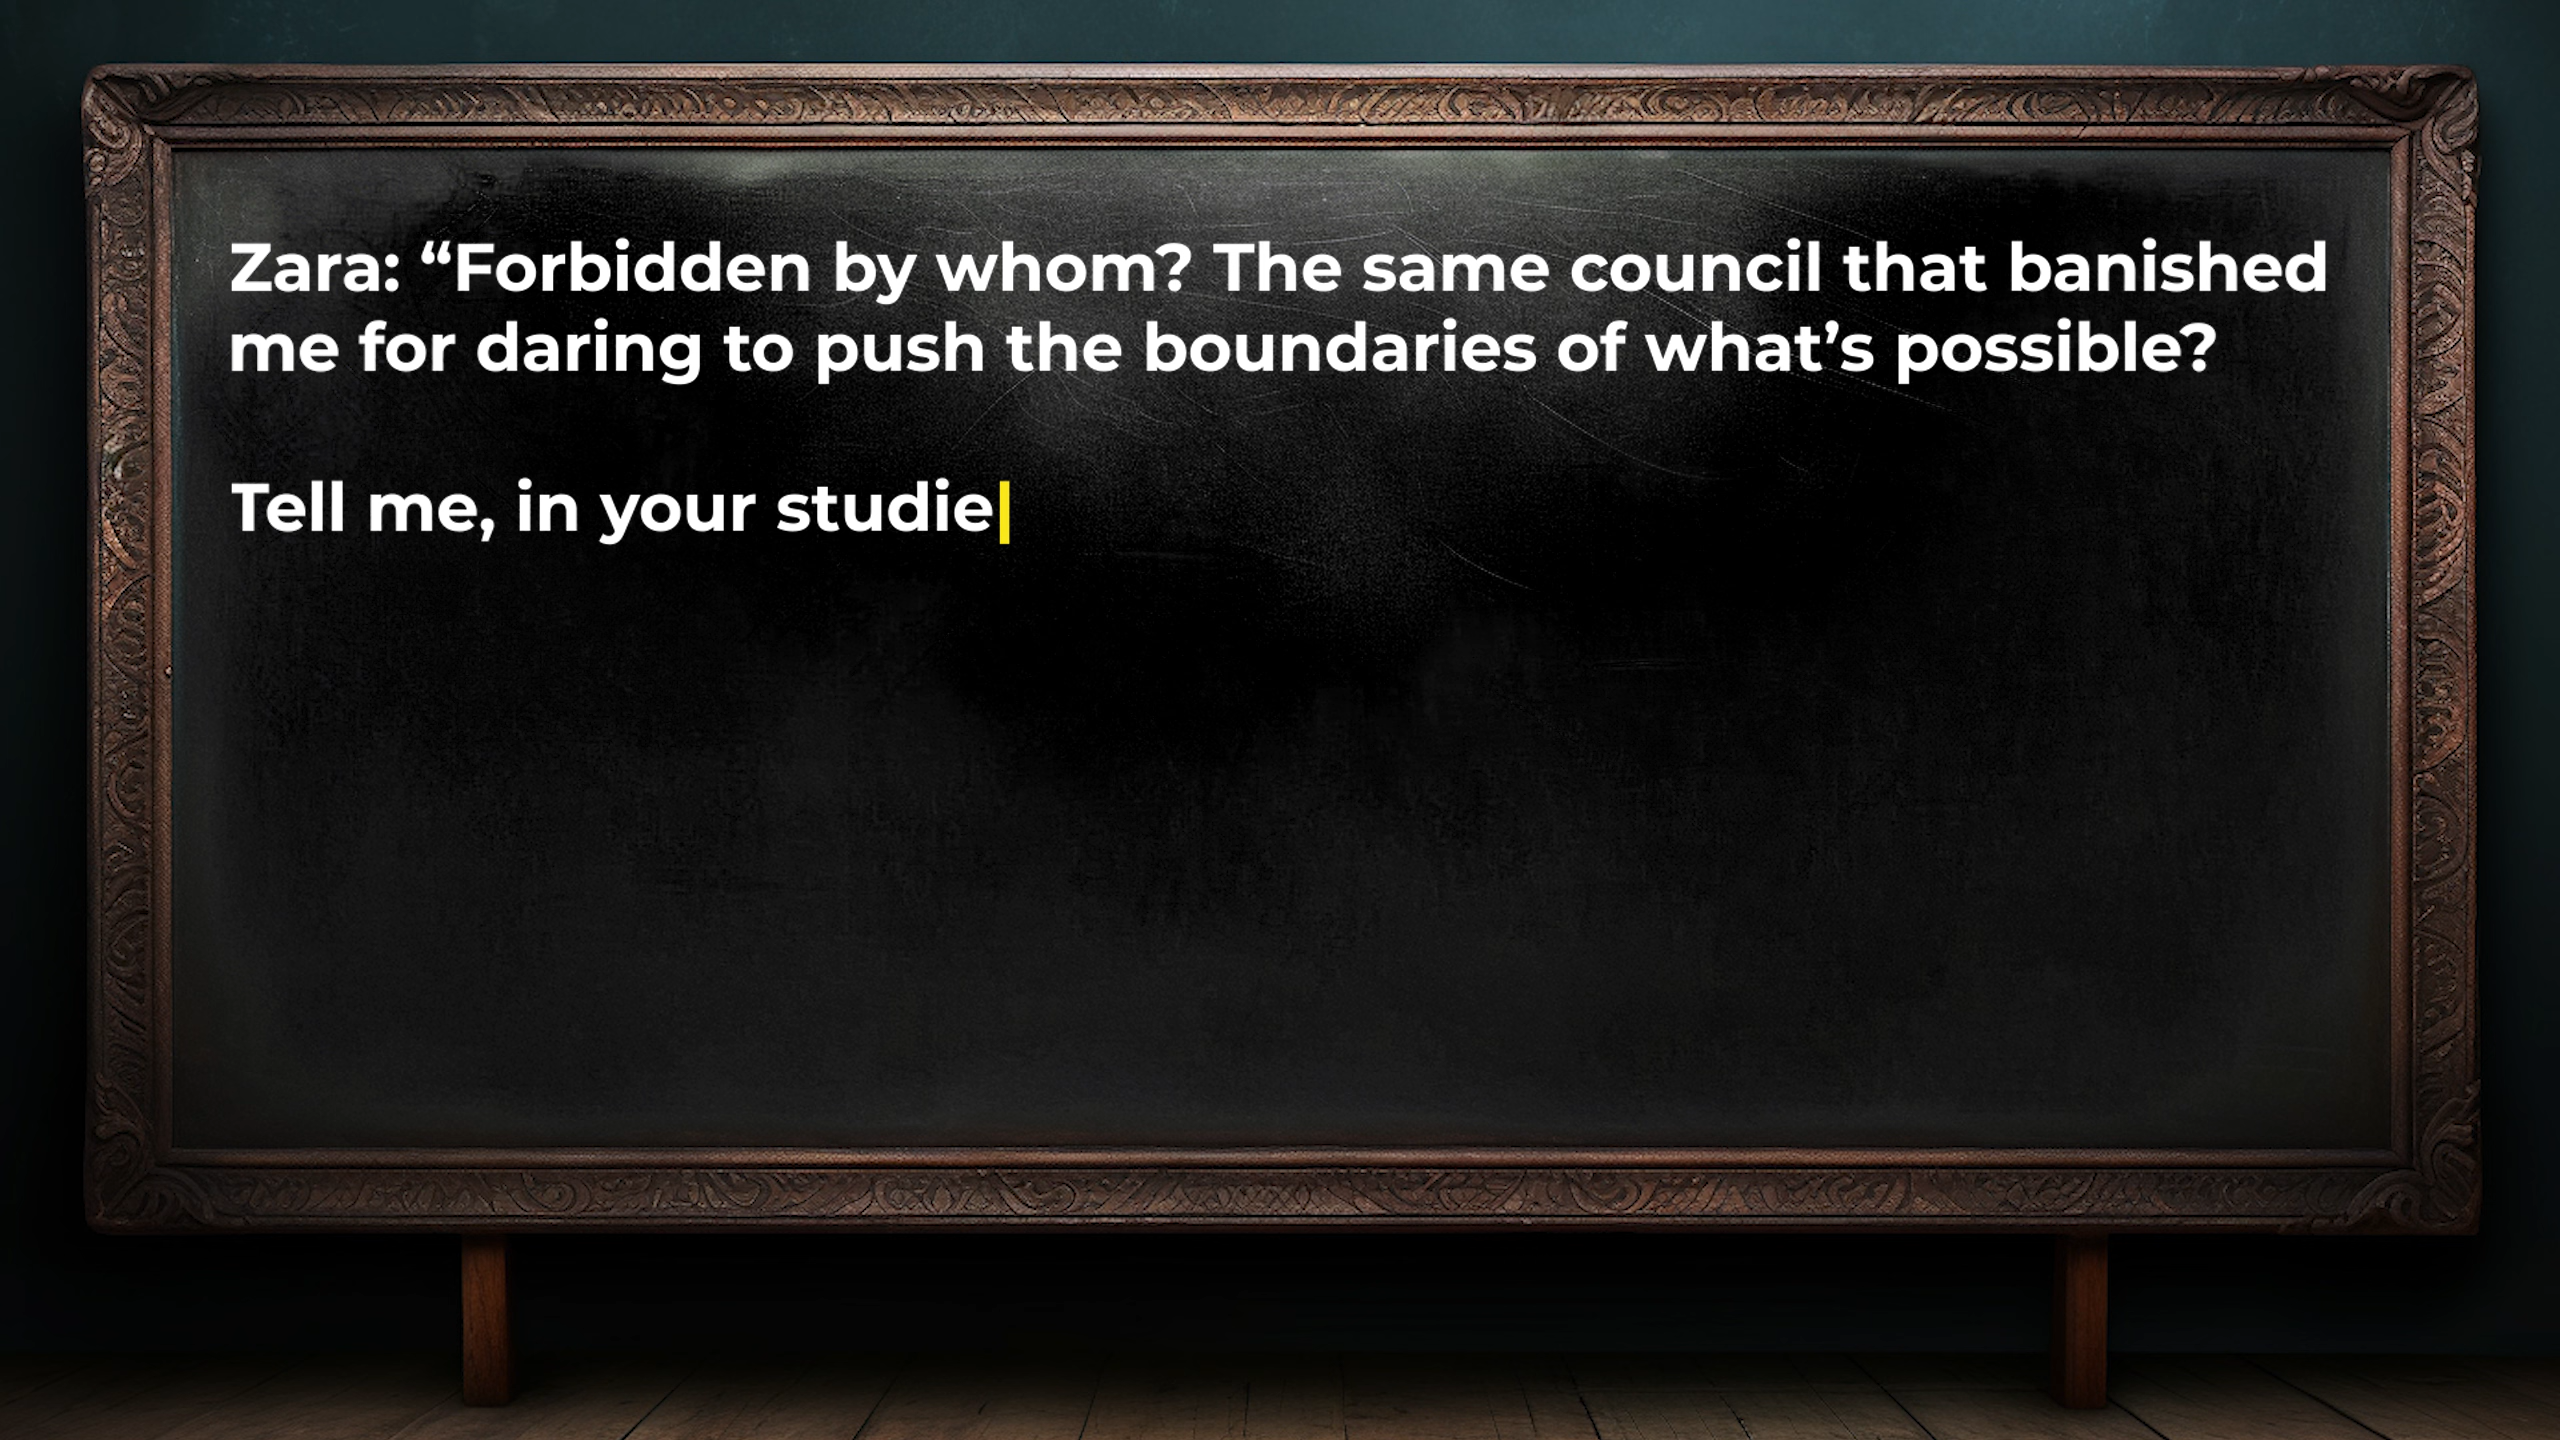 Zara: “Forbidden by whom? The same council that banished
me for daring to push the boundaries of what’s possible?
Tell me, in your studie